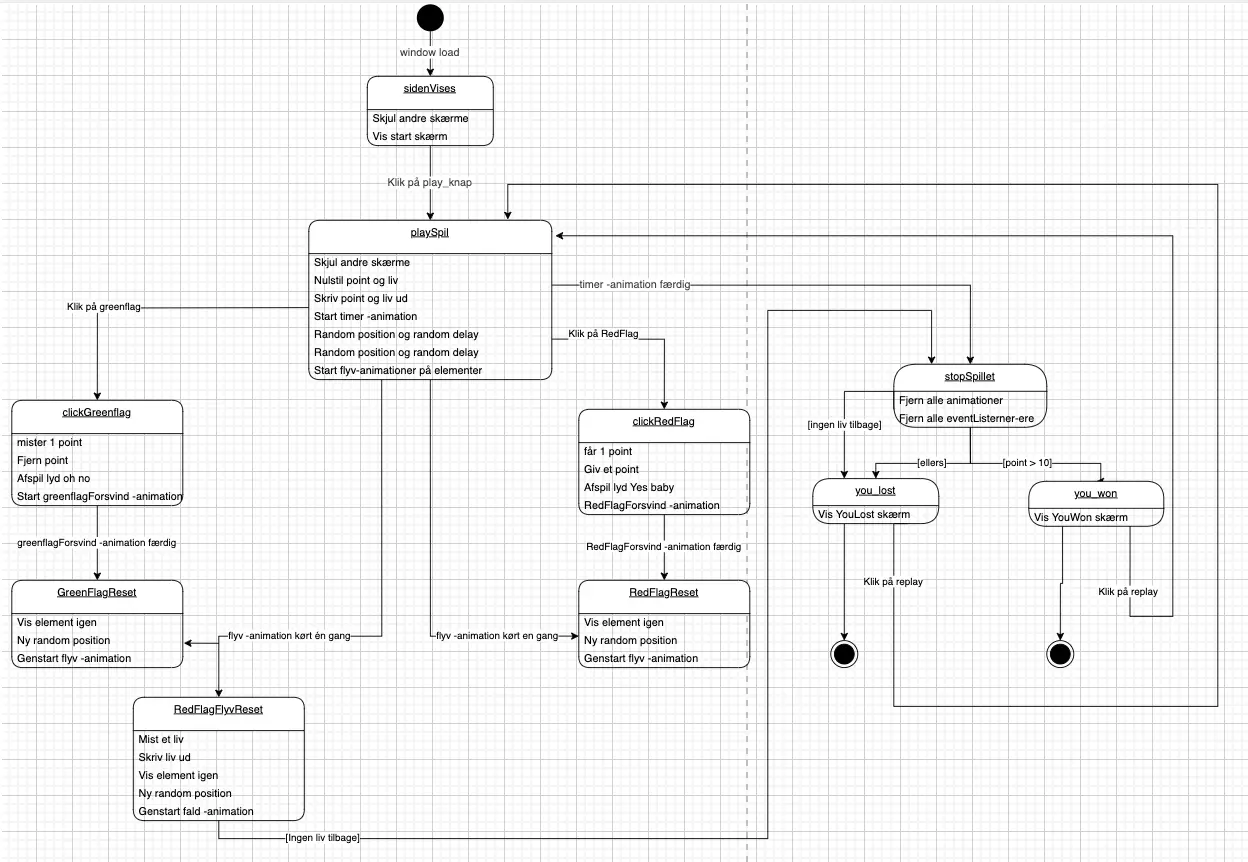 window load
sidenVises
Skjul andre skærme
Vis start skærm
Klik på play_knap
playSpil
Skjul andre skærme
Nulstil point og liv
Skriv point og liv ud
Start timer -animation
Random position og random delay
Random position og random delay
Start flyv-animationer på elementer
Klik på greenflag
timer -animation færdig
Klik på RedFlag
clickGreenflag
mister 1 point
Fjern point
Afspil lyd oh no
Start greenflagForsvind -animation
greenflagForsvind -animation færdig
GreenFlagReset
Vis element igen
Ny random position
Genstart flyv -animation
clickRedFlag
får 1 point
Giv et point
Afspil lyd Yes baby
RedFlagForsvind -animation
RedFlagForsvind -animation færdig
RedFlagReset
Vis element igen
Ny random position
Genstart flyv -animation
flyv -animation kørt én gang
flyv -animation kørt en gang
RedFlagFlyvReset
Mist et liv
Skriv liv ud
Vis element igen
Ny random position
Genstart fald -animation
[Ingen liv tilbage]
stopSpillet
Fjern alle animationer
Fjern alle eventListerner-ere
[ingen liv tilbage]
[ellers]
[point > 10]
you_lost
Vis YouLost skærm
you_won
Vis YouWon skærm
Klik på replay
Klik på replay